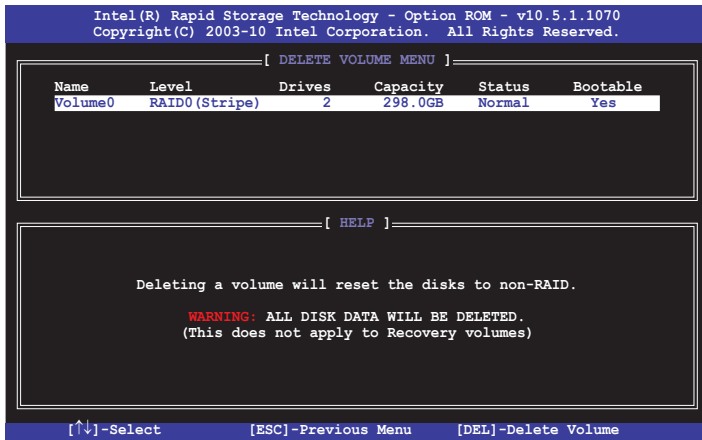 Intel(R) Rapid Storage Technology - Option ROM - v10.5.1.1070
Copyright(C) 2003-10 Intel Corporation. All Rights Reserved.
[ DELETE VOLUME MENU ]
Name Level Drives Capacity Status Bootable
Volume0 RAID0(Stripe) 2 298.0GB Normal Yes
[ HELP ]
Deleting a volume will reset the disks to non-RAID.
WARNING: ALL DISK DATA WILL BE DELETED.
(This does not apply to Recovery volumes)
[↑↓]-Select [ESC]-Previous Menu [DEL]-Delete Volume